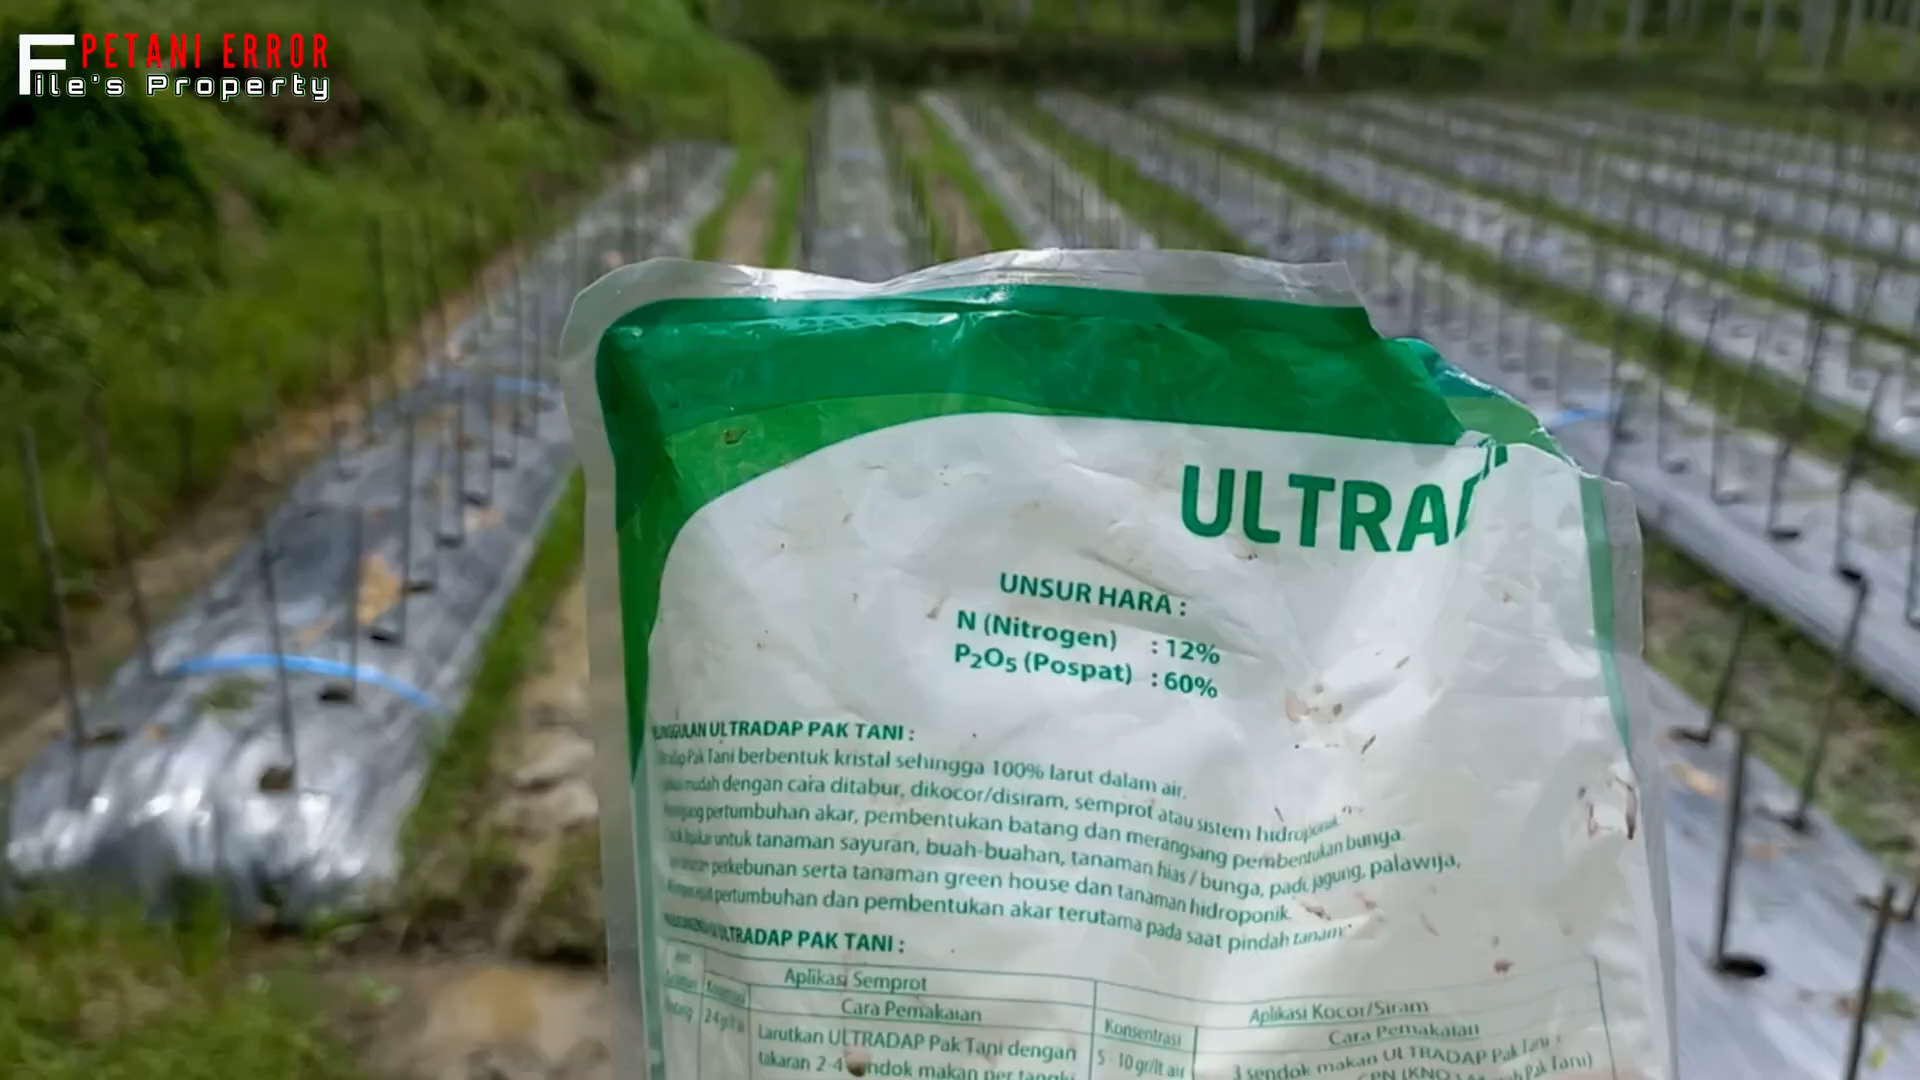 PETANI ERROR
File's Property
ULTRAD
UNSUR HARA :
N (Nitrogen) : 12%
P2O5 (Pospat) : 60%
ULTRADAP PAK TANI :
Pak Tani berbentuk kristal sehingga 100% larut dalam air.
mudah dengan cara ditabur, dikocor/disiram, semprot atau sistem hidroponik.
pertumbuhan akar, pembentukan batang dan merangsang pembentukan bunga.
untuk tanaman sayuran, buah-buahan, tanaman hias / bunga, padi, jagung, palawija,
perkebunan serta tanaman green house dan tanaman hidroponik.
pertumbuhan dan pembentukan akar terutama pada saat pindah tanam.
ULTRADAP PAK TANI :
Aplikasi Semprot
Aplikasi Kocor/Siram
Cara Pemakaian
Konsentrasi
Cara Pemakaian
Larutkan ULTRADAP Pak Tani dengan
5 - 10 gr/lt air
3 sendok makan ULTRADAP Pak Tani +
takaran 2-4 sendok makan per tangki
Pak Tani)